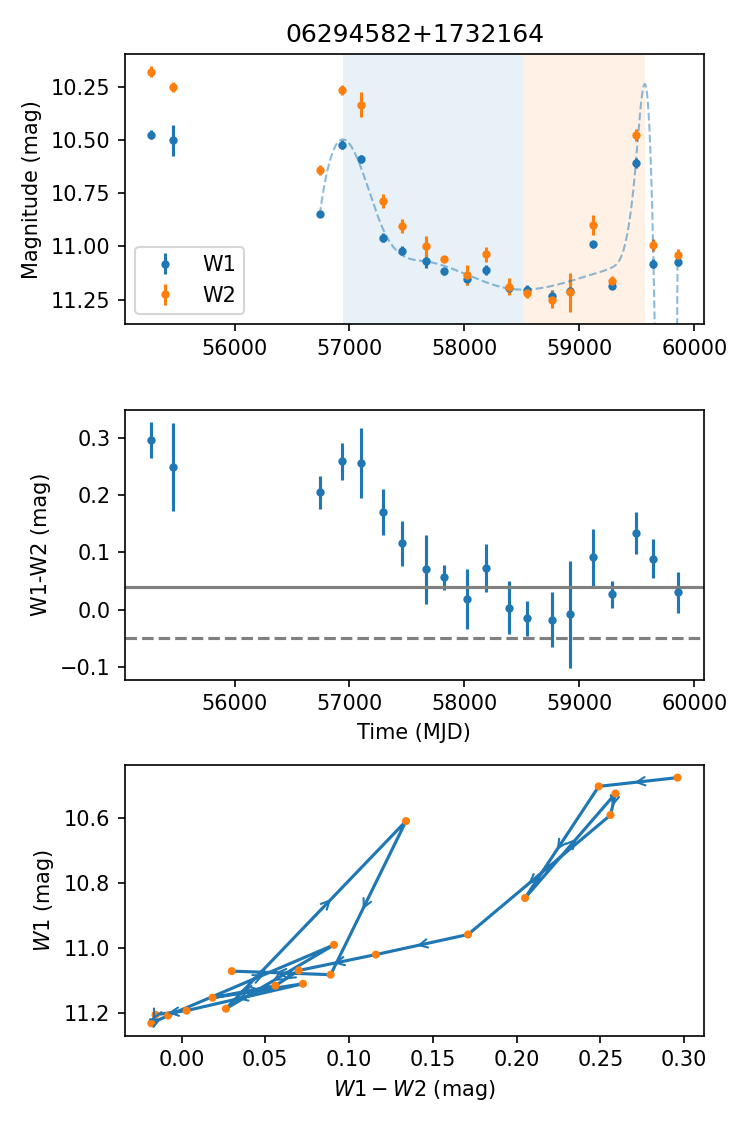 06294582+1732164
Magnitude (mag)
10.25
10.50
10.75
11.00
11.25
W1
W2
56000 57000 58000 59000 60000
W1-W2 (mag)
0.3
0.2
0.1
0.0
−0.1
56000 57000 58000 59000 60000
Time (MJD)
W1 (mag)
10.6
10.8
11.0
11.2
0.00 0.05 0.10 0.15 0.20 0.25 0.30
W1 − W2 (mag)